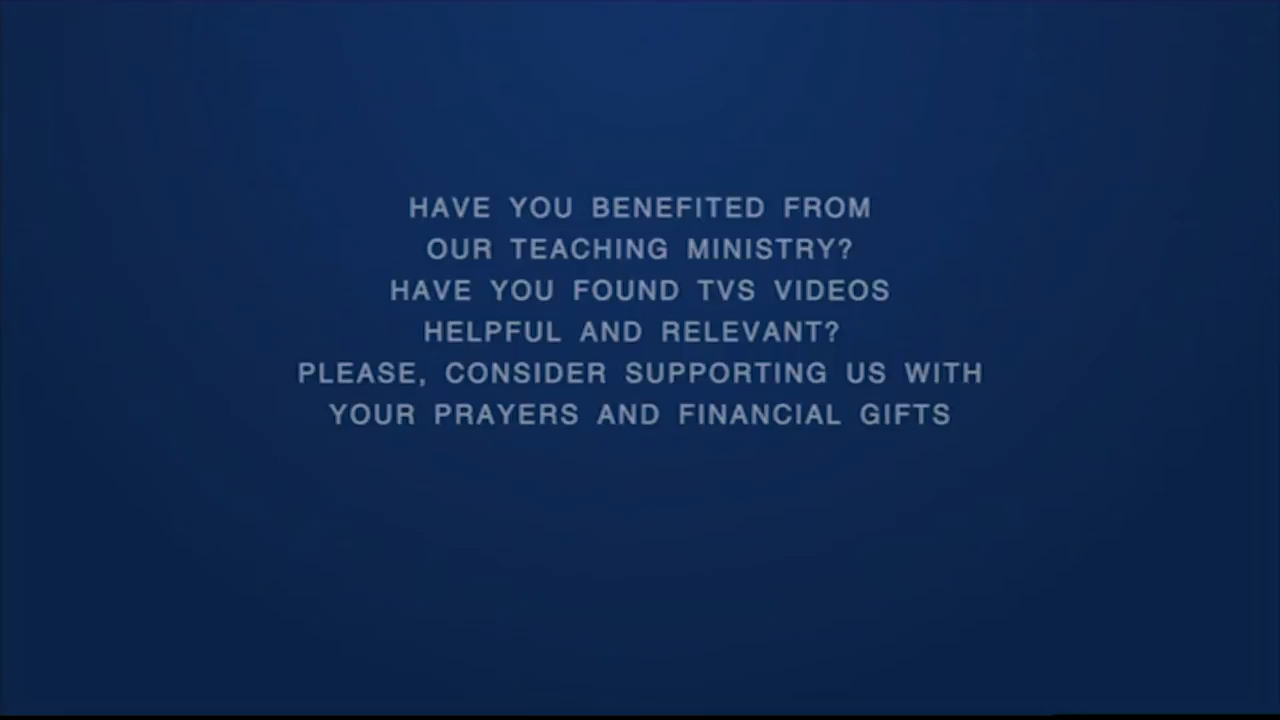 HAVE YOU BENEFITED FROM
OUR TEACHING MINISTRY?
HAVE YOU FOUND TVS VIDEOS
HELPFUL AND RELEVANT?
PLEASE, CONSIDER SUPPORTING US WITH
YOUR PRAYERS AND FINANCIAL GIFTS